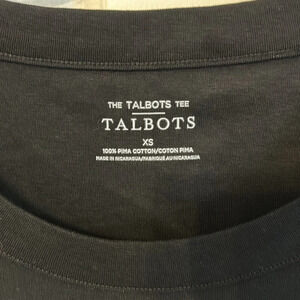 THE TALBOTS TEE
TALBOTS
XS
100% PIMA COTTON/COTON PIMA
MADE IN NICARAGUA/FABRIQUÉ AU NICARAGUA